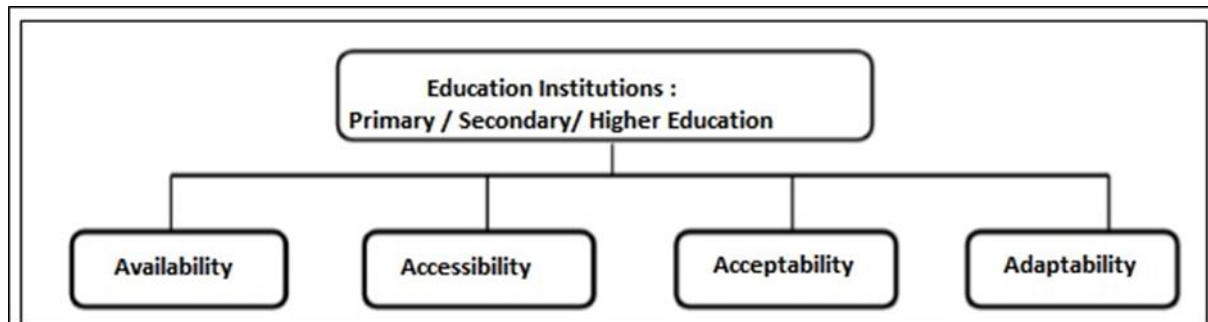 Education Institutions :
Primary / Secondary/ Higher Education
Availability
Accessibility
Acceptability
Adaptability